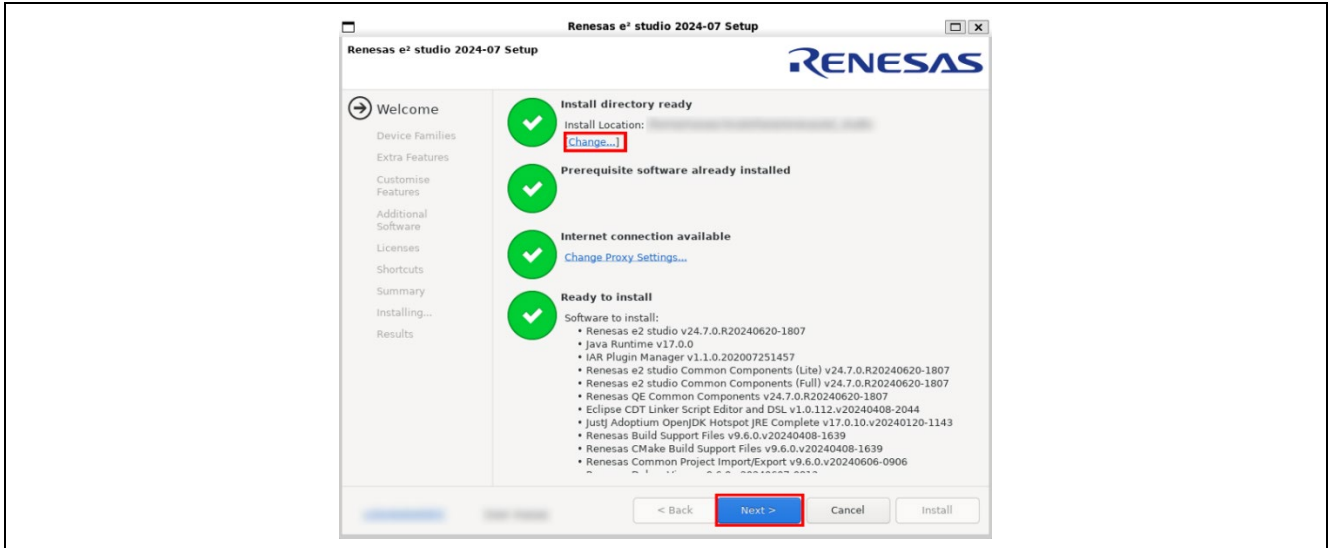 Renesas e² studio 2024-07 Setup
Renesas e² studio 2024-07 Setup
RENESAS
Welcome
Device Families
Extra Features
Customise
Features
Additional
Software
Licenses
Shortcuts
Summary
Installing...
Results
Install directory ready
Install Location:
[Change...]
Prerequisite software already installed
Internet connection available
Change Proxy Settings...
Ready to install
Software to install:
• Renesas e2 studio v24.7.0.R20240620-1807
• Java Runtime v17.0.0
• IAR Plugin Manager v1.1.0.202007251457
• Renesas e2 studio Common Components (Lite) v24.7.0.R20240620-1807
• Renesas e2 studio Common Components (Full) v24.7.0.R20240620-1807
• Renesas QE Common Components v24.7.0.R20240620-1807
• Eclipse CDT Linker Script Editor and DSL v1.0.112.v20240408-2044
• JustJ Adoptium OpenJDK Hotspot JRE Complete v17.0.10.v20240120-1143
• Renesas Build Support Files v9.6.0.v20240408-1639
• Renesas CMake Build Support Files v9.6.0.v20240408-1639
• Renesas Common Project Import/Export v9.6.0.v20240606-0906
< Back
Next >
Cancel
Install